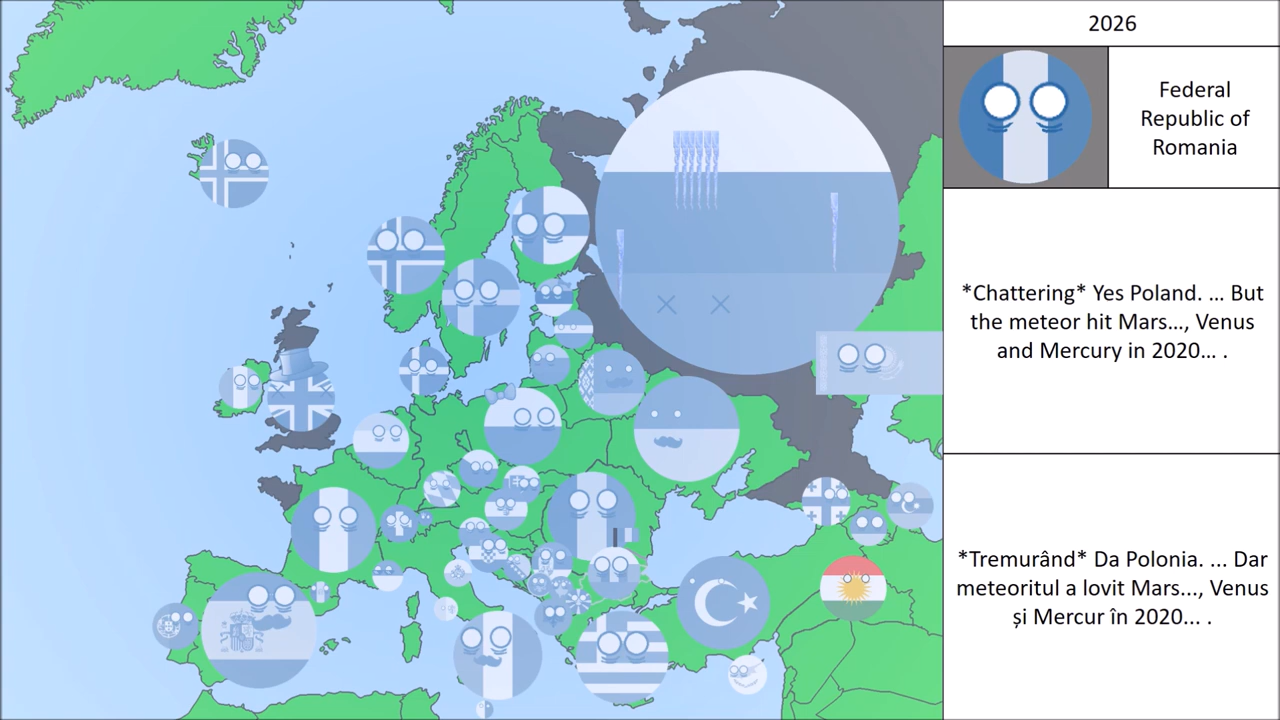 2026
Federal
Republic of
Romania
*Chattering* Yes Poland. ... But
the meteor hit Mars..., Venus
and Mercury in 2020... .
*Tremurând* Da Polonia. ... Dar
meteoritul a lovit Mars..., Venus
și Mercur în 2020... .